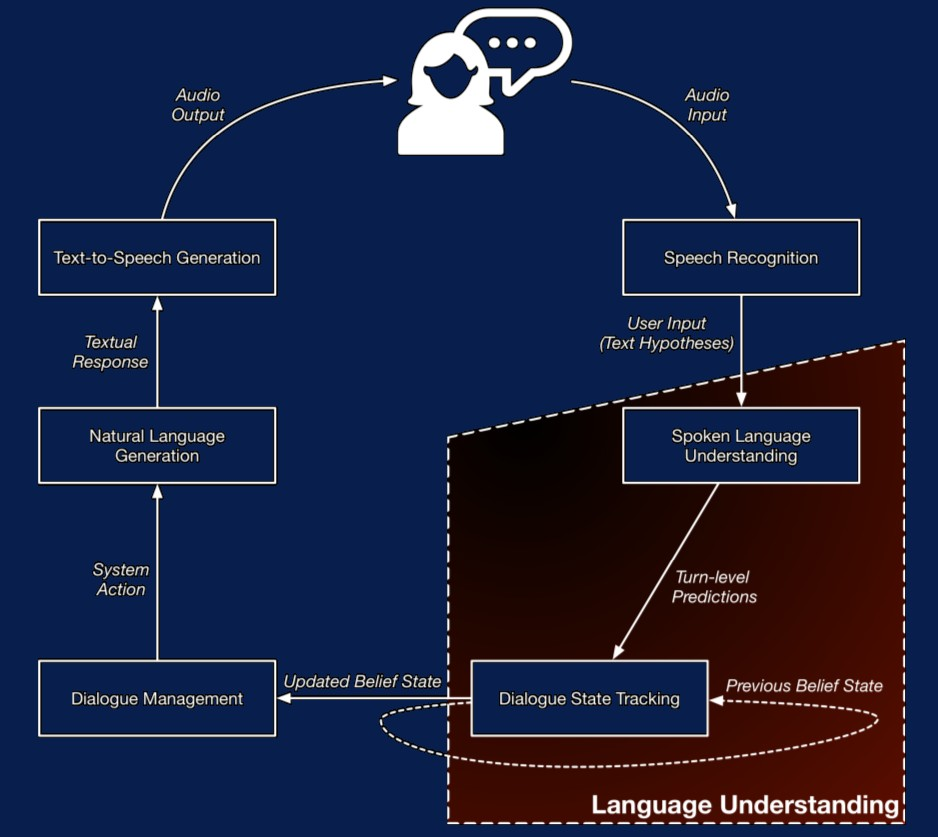 Audio
Output
Audio
Input
Text-to-Speech Generation
Speech Recognition
Textual
Response
User Input
(Text Hypotheses)
Natural Language
Generation
Spoken Language
Understanding
System
Action
Turn-level
Predictions
Dialogue Management
Updated Belief State
Dialogue State Tracking
Previous Belief State
Language Understanding